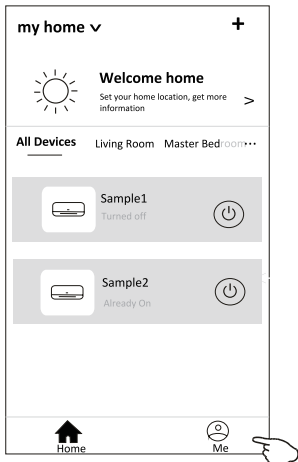 my home
Welcome home
Set your home location, get more
information
All Devices Living Room Master Bedroom
Sample1
Turned off
Sample2
Already On
Home Me